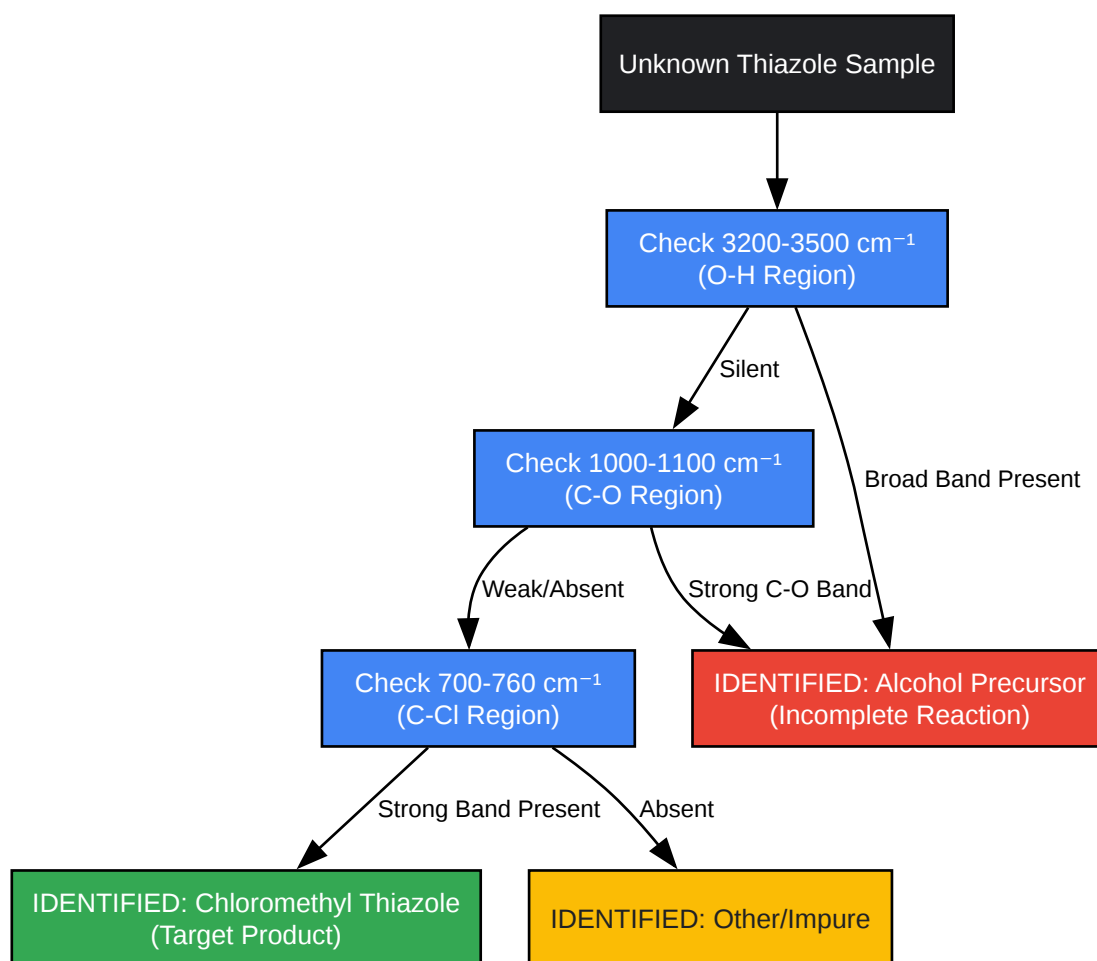 Unknown Thiazole Sample
Check 3200-3500 cm⁻¹
(O-H Region)
Silent
Check 1000-1100 cm⁻¹
(C-O Region)
Broad Band Present
Weak/Absent
Strong C-O Band
Check 700-760 cm⁻¹
(C-Cl Region)
IDENTIFIED: Alcohol Precursor
(Incomplete Reaction)
Strong Band Present
Absent
IDENTIFIED: Chloromethyl Thiazole
(Target Product)
IDENTIFIED: Other/Impure